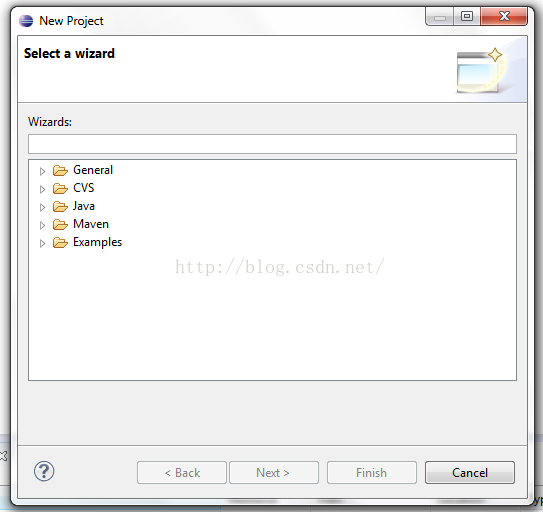 New Project
Select a wizard
Wizards:
General
CVS
Java
Maven
Examples
http://blog.csdn.net/
?
< Back Next > Finish Cancel